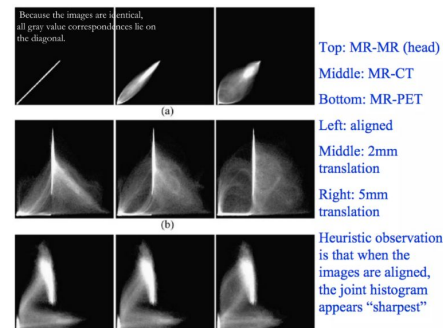 Because the images are identical,
all gray value correspondences lie on
the diagonal.
(a)
(b)
Top: MR-MR (head)
Middle: MR-CT
Bottom: MR-PET
Left: aligned
Middle: 2mm
translation
Right: 5mm
translation
Heuristic observation
is that when the
images are aligned,
the joint histogram
appears “sharpest”